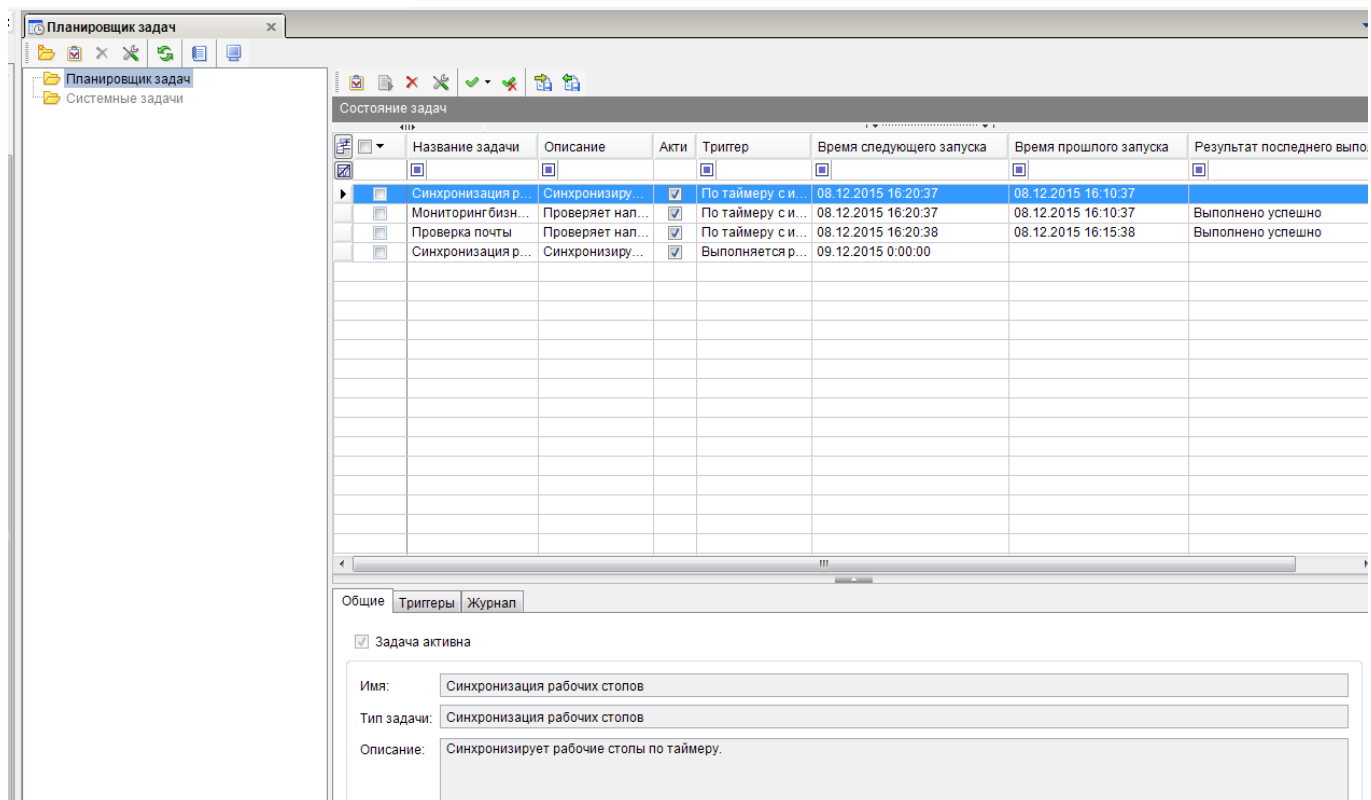 Планировщик задач
Планировщик задач
Системные задачи
Состояние задач
Название задачи Описание Акти Триггер Время следующего запуска Время прошлого запуска Результат последнего выпо
Синхронизация р... Синхронизиру... По таймеру с и... 08.12.2015 16:20:37 08.12.2015 16:10:37
Мониторинг бизн... Проверяет нал... По таймеру с и... 08.12.2015 16:20:37 08.12.2015 16:10:37 Выполнено успешно
Проверка почты Проверяет нал... По таймеру с и... 08.12.2015 16:20:38 08.12.2015 16:15:38 Выполнено успешно
Синхронизация р... Синхронизиру... Выполняется р... 09.12.2015 0:00:00
Общие Триггеры Журнал
Задача активна
Имя: Синхронизация рабочих столов
Тип задачи: Синхронизация рабочих столов
Описание: Синхронизирует рабочие столы по таймеру.